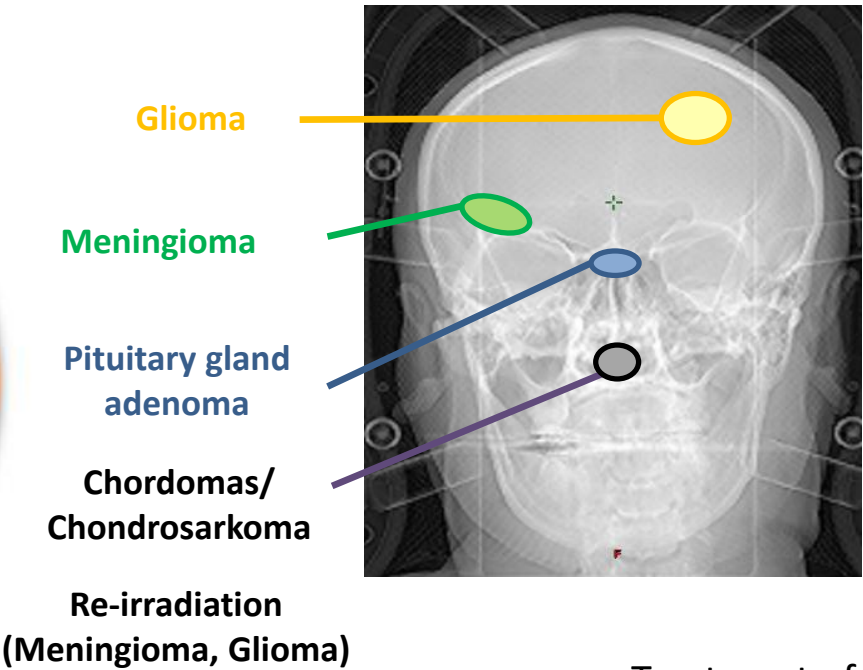 Glioma
Meningioma
Pituitary gland
adenoma
Chordomas/
Chondrosarkoma
Re-irradiation
(Meningioma, Glioma)
F